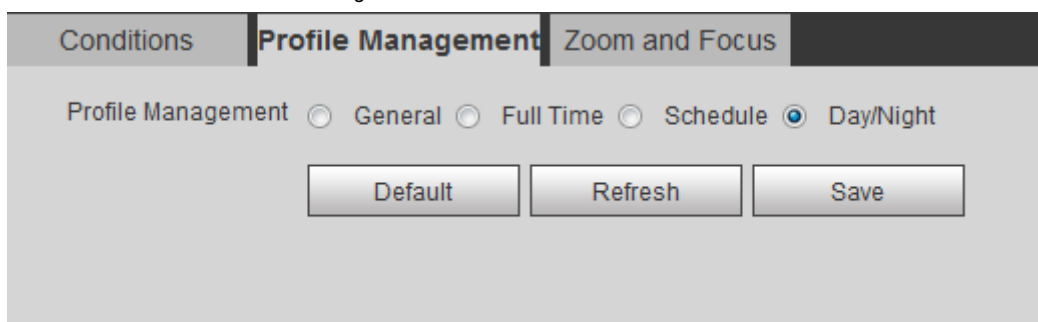 Conditions Profile Management Zoom and Focus
Profile Management General Full Time Schedule Day/Night
Default Refresh Save